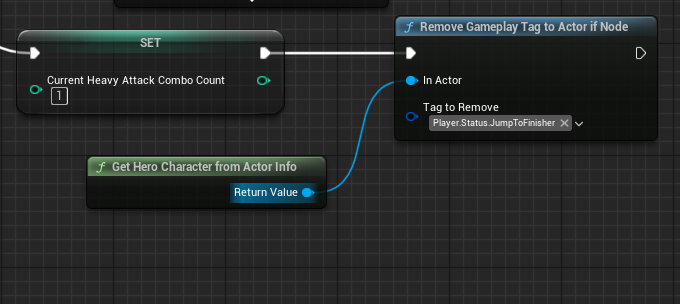 SET
Current Heavy Attack Combo Count
1
Remove Gameplay Tag to Actor if Node
In Actor
Tag to Remove
Player.Status.JumpToFinisher
Get Hero Character from Actor Info
Return Value